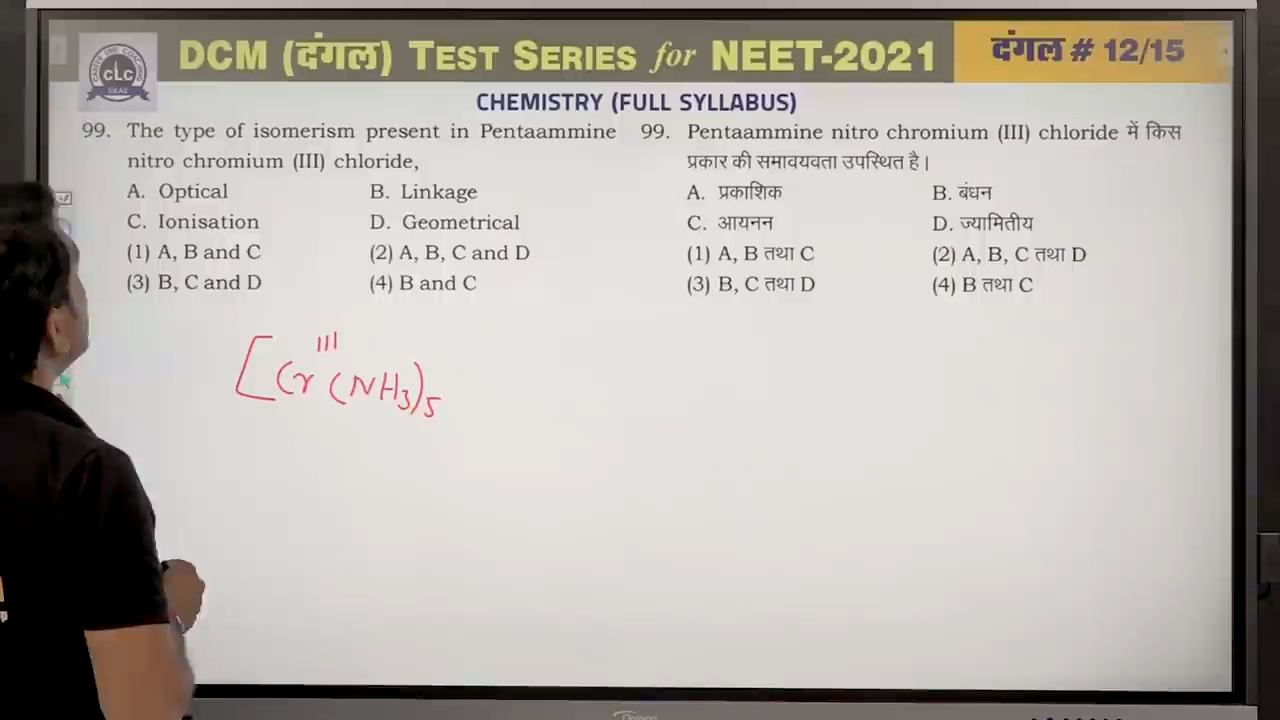 DCM (दंगल) TEST SERIES for NEET-2021
दंगल # 12/15
CLC
SIKAR
CHEMISTRY (FULL SYLLABUS)
99. The type of isomerism present in Pentaammine
nitro chromium (III) chloride,
A. Optical B. Linkage
C. Ionisation D. Geometrical
(1) A, B and C (2) A, B, C and D
(3) B, C and D (4) B and C
99. Pentaammine nitro chromium (III) chloride में किस
प्रकार की समावयवता उपस्थित है।
A. प्रकाशिक B. बंधन
C. आयनन D. ज्यामितीय
(1) A, B तथा C (2) A, B, C तथा D
(3) B, C तथा D (4) B तथा C
III
[Cr (NH3)5